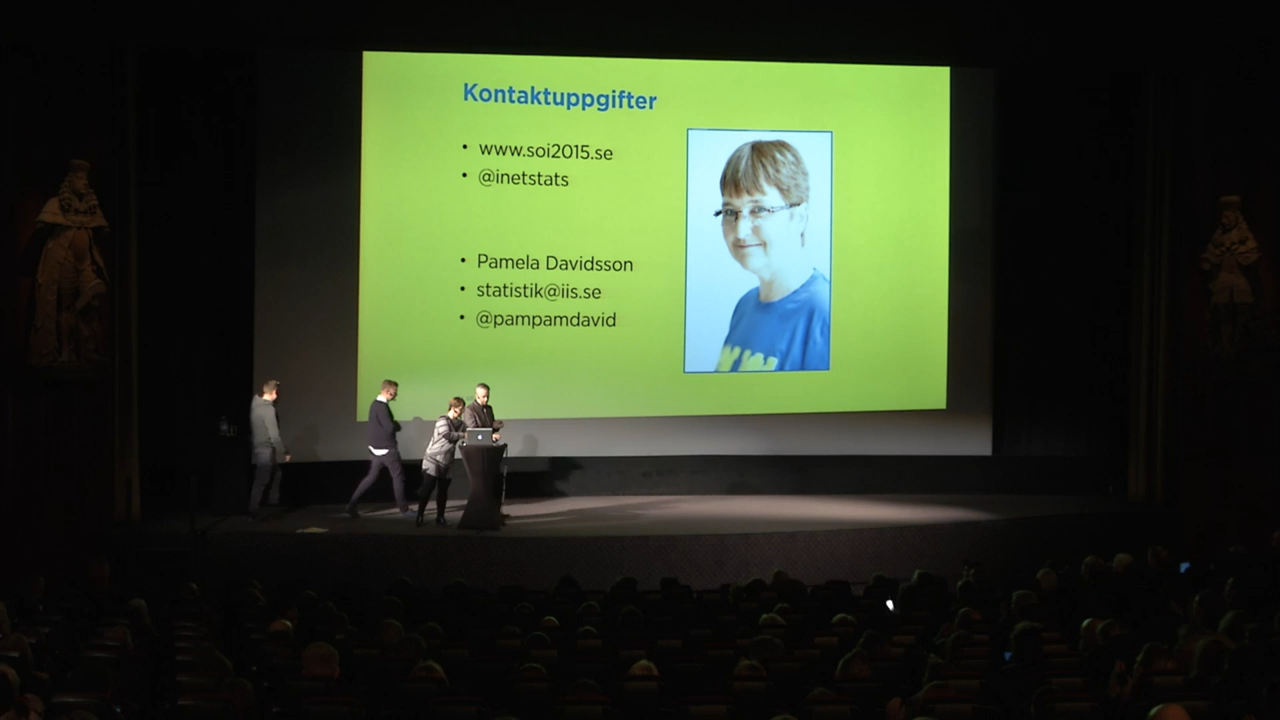 Kontaktuppgifter
• www.soi2015.se
• @inetstats
• Pamela Davidsson
• statistik@iis.se
• @pampamdavid